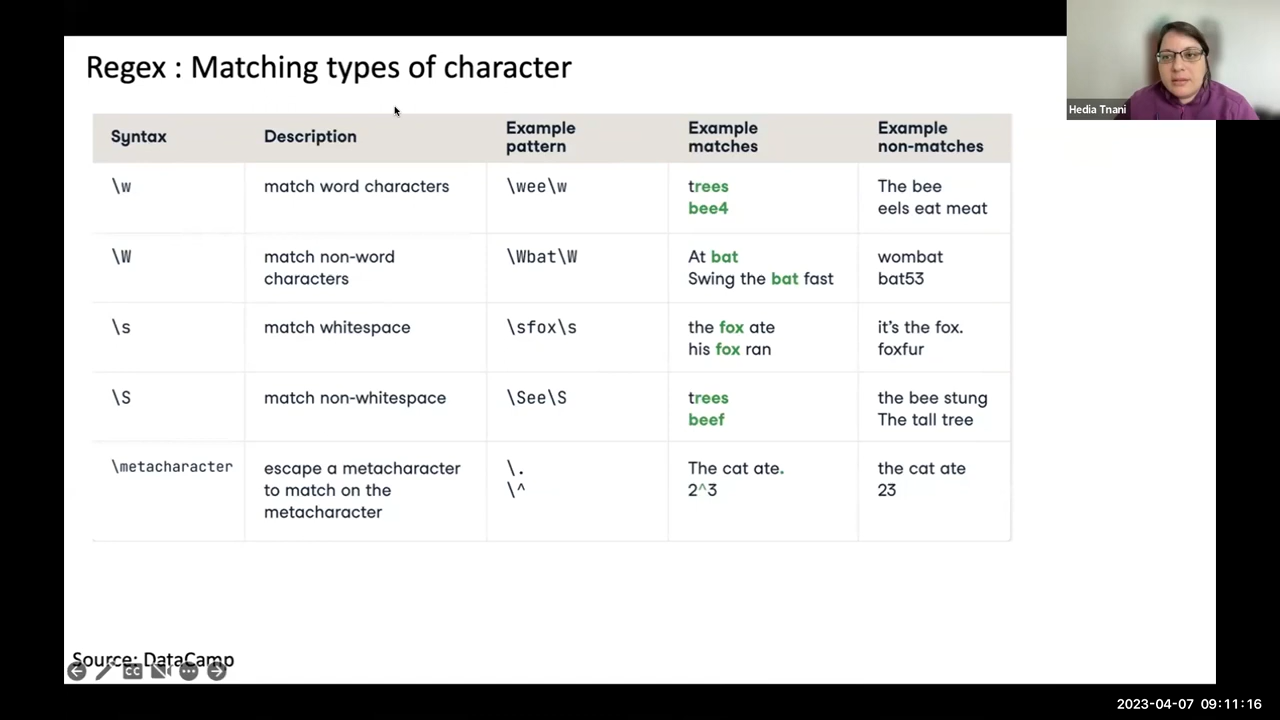 Regex : Matching types of character
Hedia Tnani
Syntax
Description
Example
pattern
Example
matches
Example
non-matches
\w
match word characters
\wee\w
trees
bee4
The bee
eels eat meat
\W
match non-word
characters
\Wbat\W
At bat
Swing the bat fast
wombat
bat53
\s
match whitespace
\sfox\s
the fox ate
his fox ran
it's the fox.
foxfur
\S
match non-whitespace
\See\S
trees
beef
the bee stung
The tall tree
\metacharacter
escape a metacharacter
to match on the
metacharacter
\.
\^
The cat ate.
2^3
the cat ate
23
Source: DataCamp
CC
2023-04-07 09:11:16